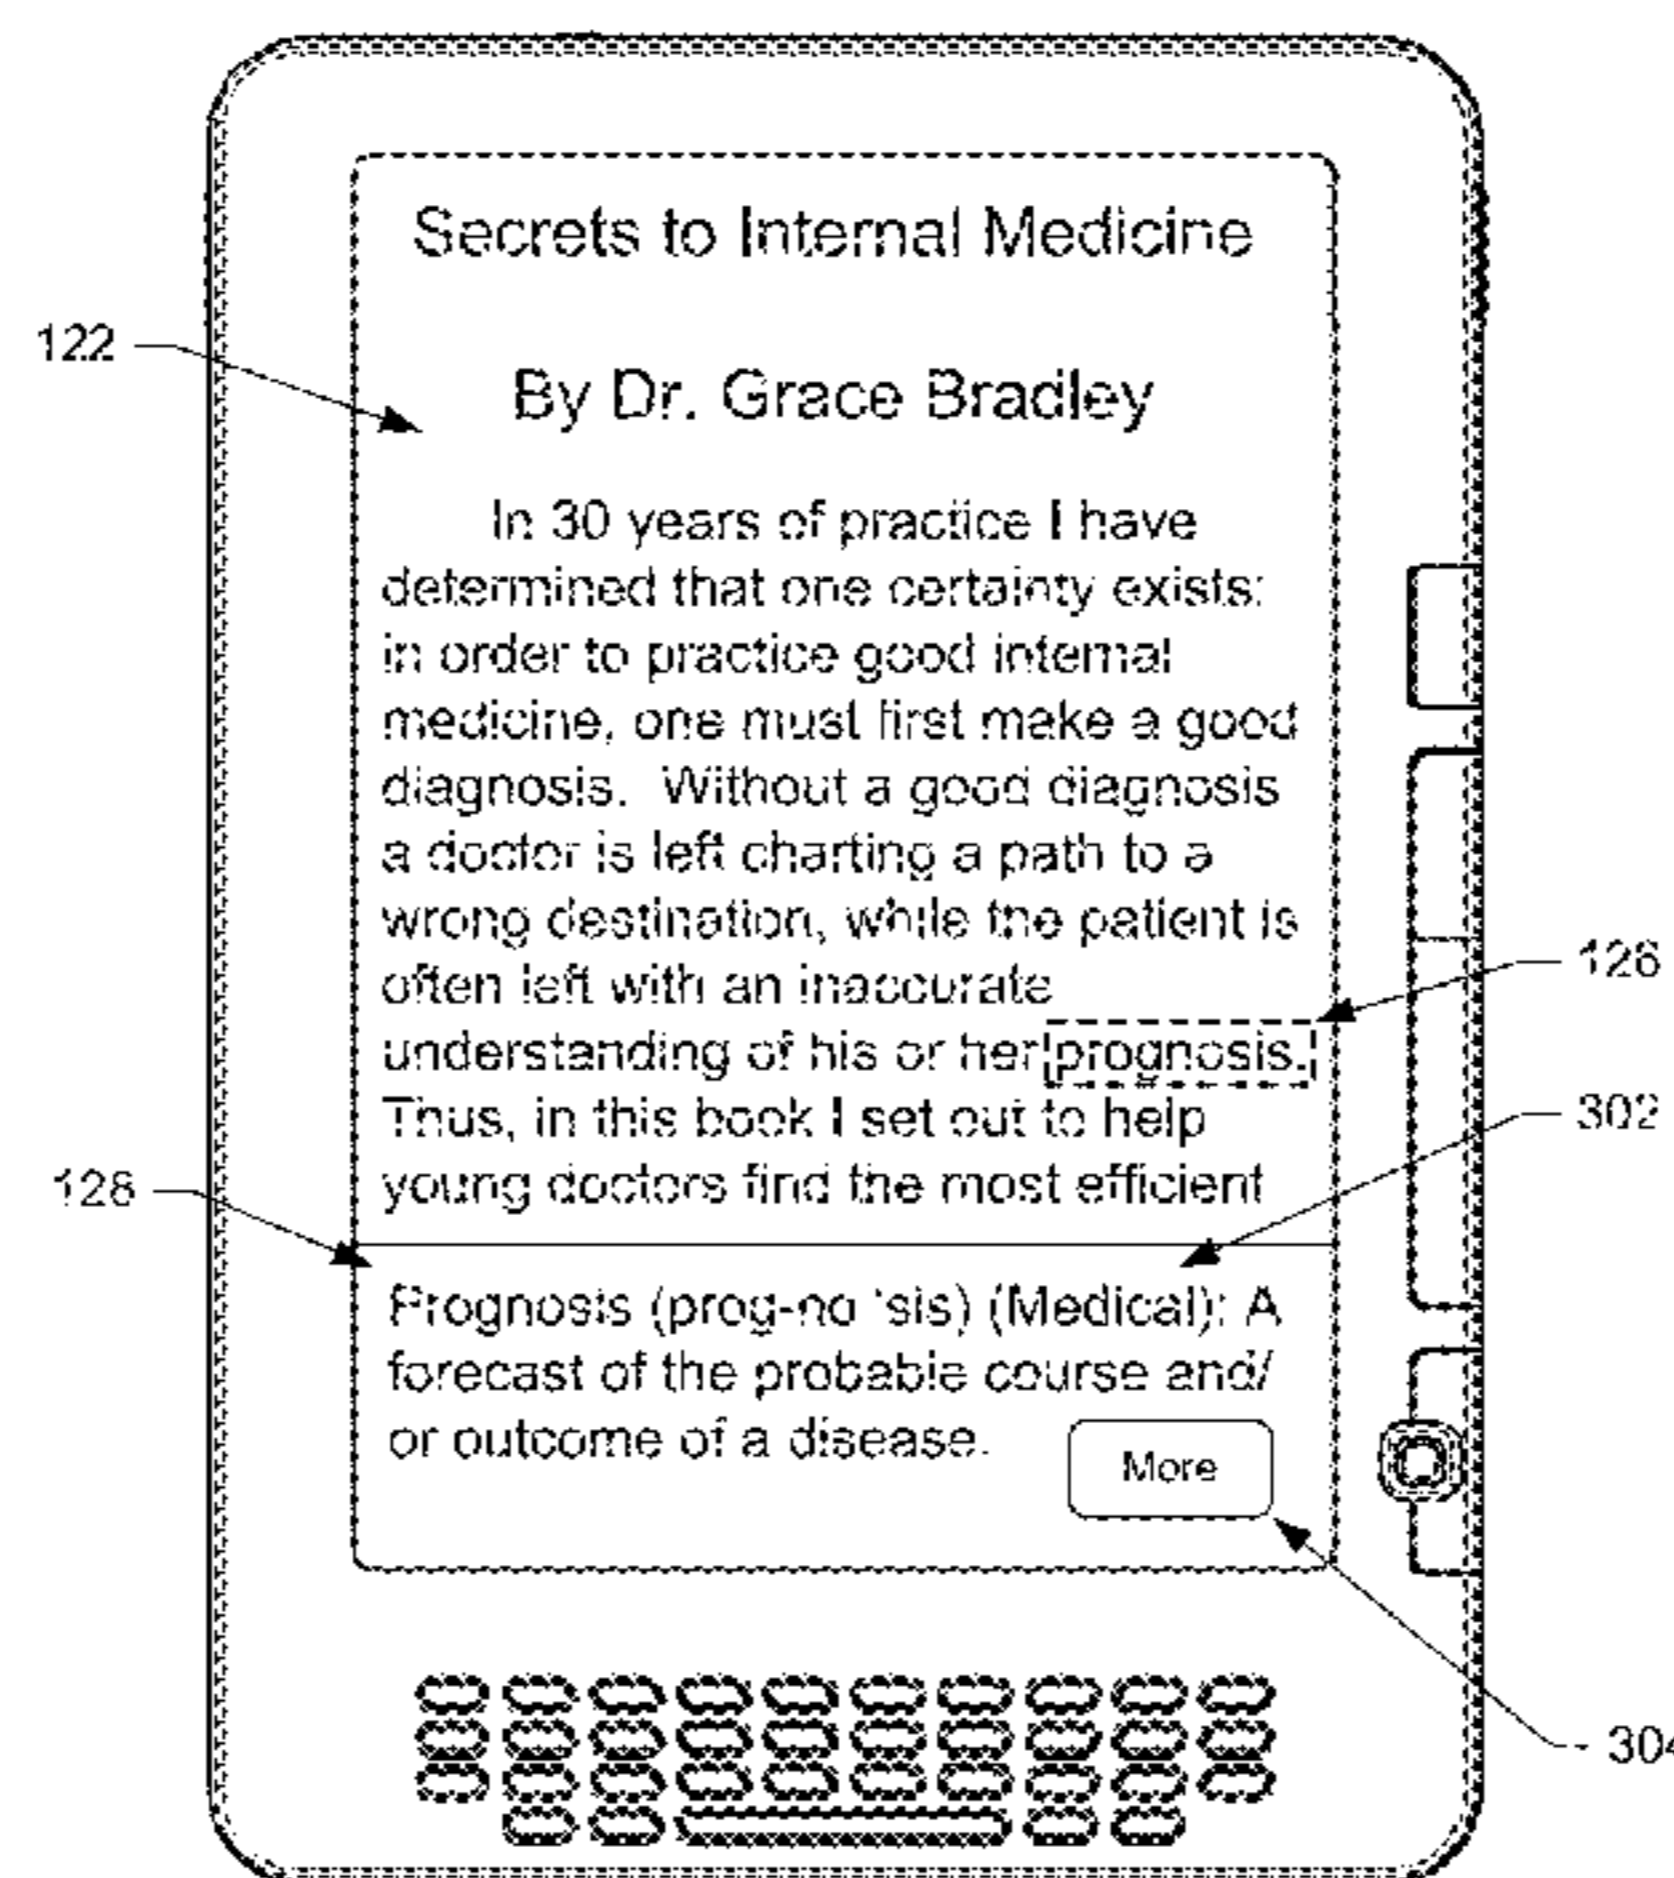 Secrets to Internal Medicine
122
By Dr. Grace Bradley
In 30 years of practice I have
determined that one certainty exists:
in order to practice good internal
medicine, one must first make a good
diagnosis. Without a good diagnosis
a doctor is left charting a path to a
wrong destination, while the patient is
often left with an inaccurate
126
understanding of his or her prognosis.
Thus, in this book I set out to help
302
young doctors find the most efficient
128
Prognosis (prog-no 'sis) (Medical): A
forecast of the probable course and/
or outcome of a disease.
More
304